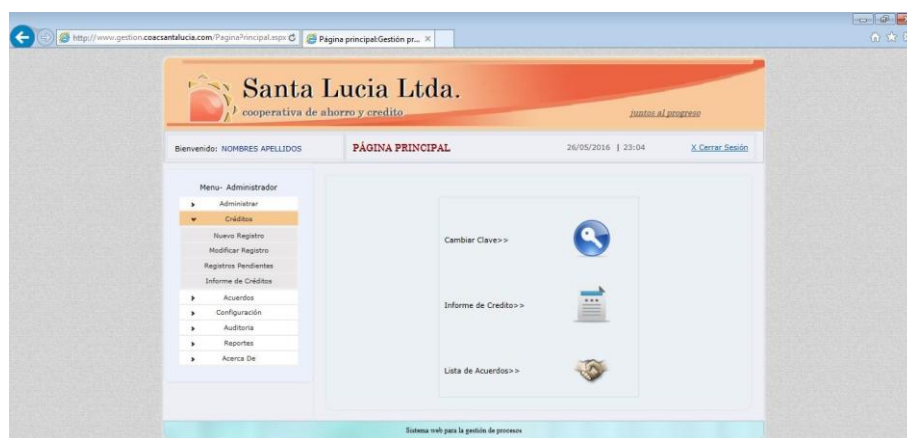 http://www.gestion.coacsantalucia.com/PaginaPrincipal.aspx
Página principal:Gestión pr...
Santa Lucia Ltda.
cooperativa de ahorro y credito
juntos al progreso
Bienvenido: NOMBRES APELLIDOS
PÁGINA PRINCIPAL
26/05/2016 | 23:04
X Cerrar Sesión
Menu- Administrador
Administrar
Créditos
Nuevo Registro
Modificar Registro
Registros Pendientes
Informe de Créditos
Acuerdos
Configuración
Auditoria
Reportes
Acerca De
Cambiar Clave>>
Informe de Credito>>
Lista de Acuerdos>>
Sistema web para la gestión de procesos